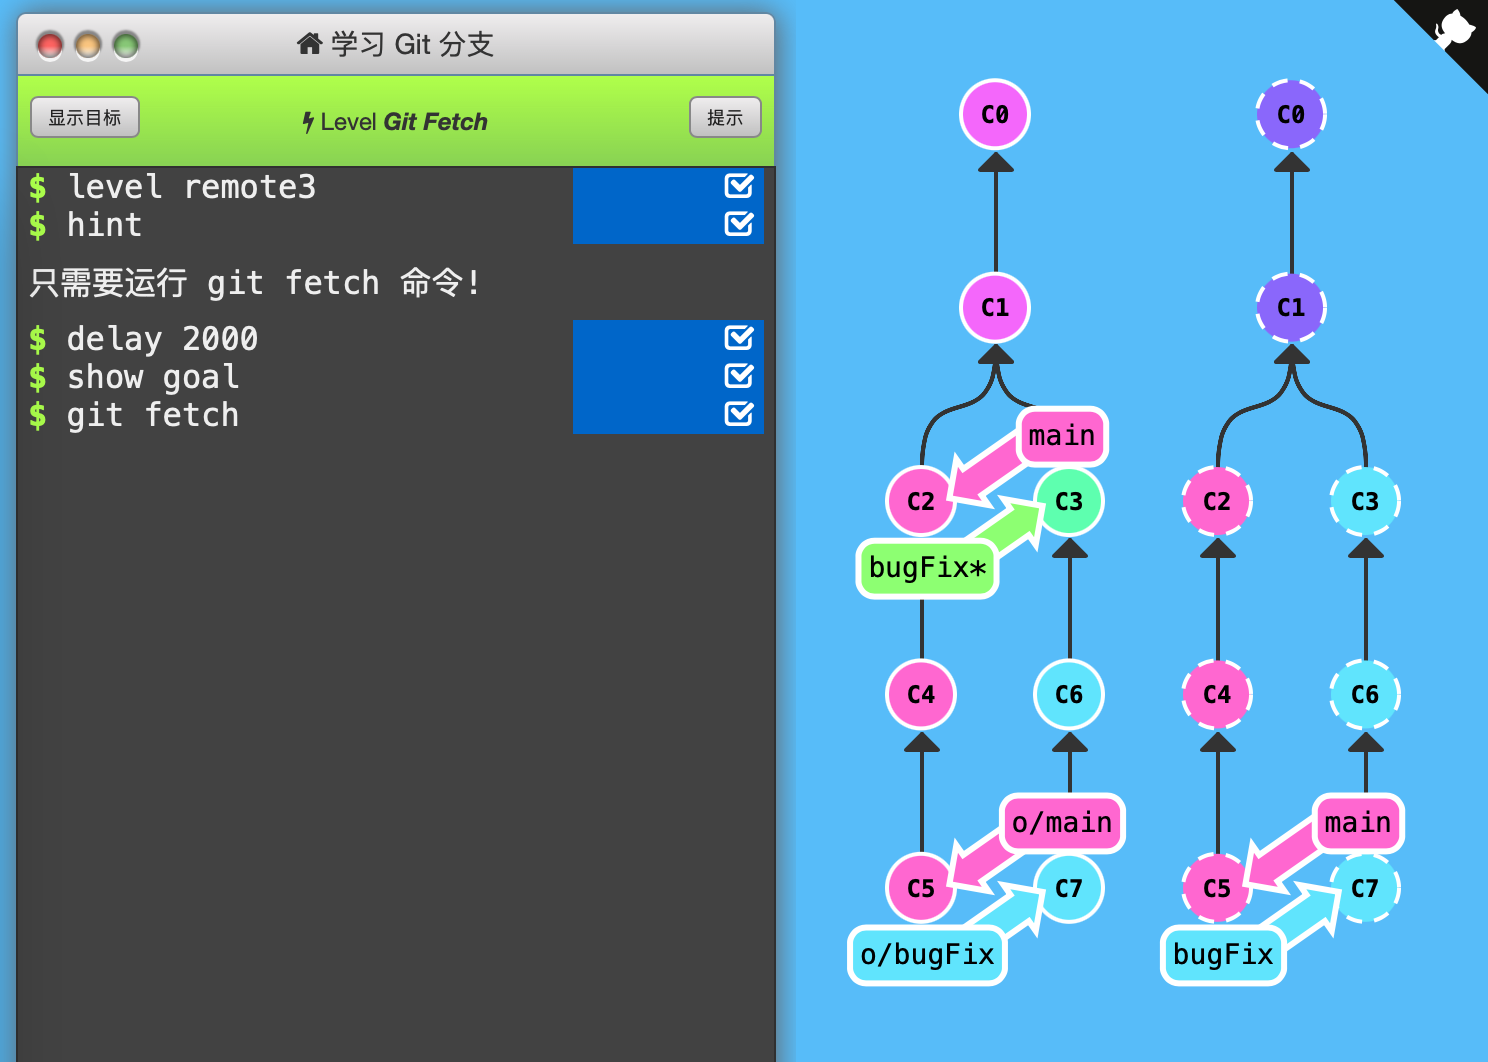 学习 Git 分支
显示目标
Level Git Fetch
提示
$ level remote3
$ hint
只需要运行 git fetch 命令!
$ delay 2000
$ show goal
$ git fetch
C0
C1
main
C2
C3
bugFix*
C4
C6
o/main
C5
C7
o/bugFix
C0
C1
C2
C3
C4
C6
main
C5
C7
bugFix